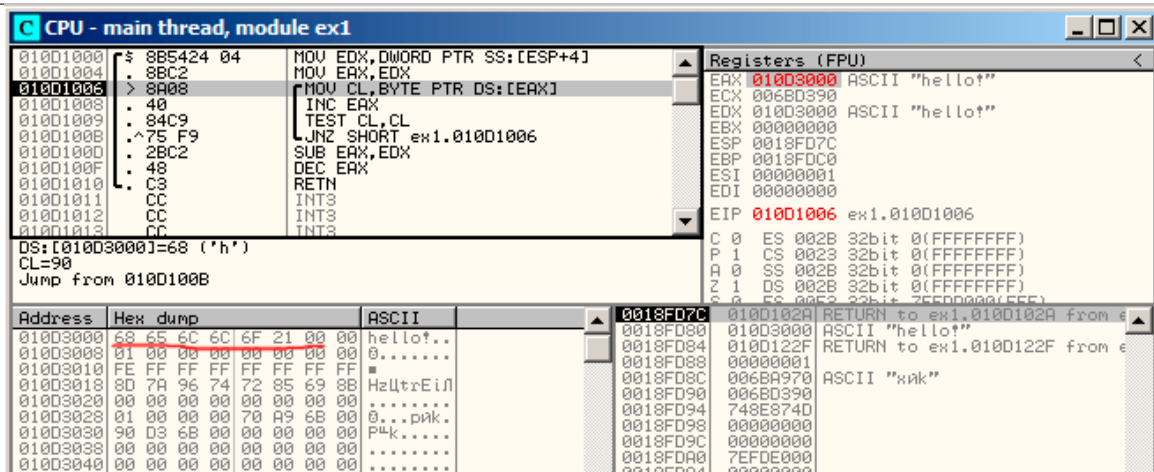 CPU - main thread, module ex1
010D1000 $ 8B5424 04 MOV EDX,DWORD PTR SS:[ESP+4]
010D1004 . 8BC2 MOV EAX,EDX
010D1006 > 8A08 MOV CL,BYTE PTR DS:[EAX]
010D1008 . 40 INC EAX
010D1009 . 84C9 TEST CL,CL
010D100B .^75 F9 JNZ SHORT ex1.010D1006
010D100D . 2BC2 SUB EAX,EDX
010D100F . 48 DEC EAX
010D1010 . C3 RETN
010D1011 CC INT3
010D1012 CC INT3
010D1013 CC INT3
DS:[010D3000]=68 ('h')
CL=90
Jump from 010D100B
Registers (FPU) <
EAX 010D3000 ASCII "hello!"
ECX 006BD390
EDX 010D3000 ASCII "hello!"
EBX 00000000
ESP 0018FD7C
EBP 0018FDC0
ESI 00000001
EDI 00000000
EIP 010D1006 ex1.010D1006
C 0 ES 002B 32bit 0(FFFFFFFF)
P 1 CS 0023 32bit 0(FFFFFFFF)
A 0 SS 002B 32bit 0(FFFFFFFF)
Z 1 DS 002B 32bit 0(FFFFFFFF)
S 0 FS 0053 32bit 7EFDD000(FFF)
Address Hex dump ASCII
010D3000 68 65 6C 6C 6F 21 00 00 hello!..
010D3008 01 00 00 00 00 00 00 00 ☺.......
010D3010 FE FF FF FF FF FF FF FF ■
010D3018 8D 7A 96 74 72 85 69 8B НzЦtrЕiЛ
010D3020 00 00 00 00 00 00 00 00 ........
010D3028 01 00 00 00 70 A9 6B 00 ☺...pйk.
010D3030 90 D3 6B 00 00 00 00 00 Р╙k.....
010D3038 00 00 00 00 00 00 00 00 ........
010D3040 00 00 00 00 00 00 00 00 ........
0018FD7C 010D102A RETURN to ex1.010D102A from
0018FD80 010D3000 ASCII "hello!"
0018FD84 010D122F RETURN to ex1.010D122F from
0018FD88 00000001
0018FD8C 006BA970 ASCII "xйk"
0018FD90 006BD390
0018FD94 748E874D
0018FD98 00000000
0018FD9C 00000000
0018FDA0 7EFDE000